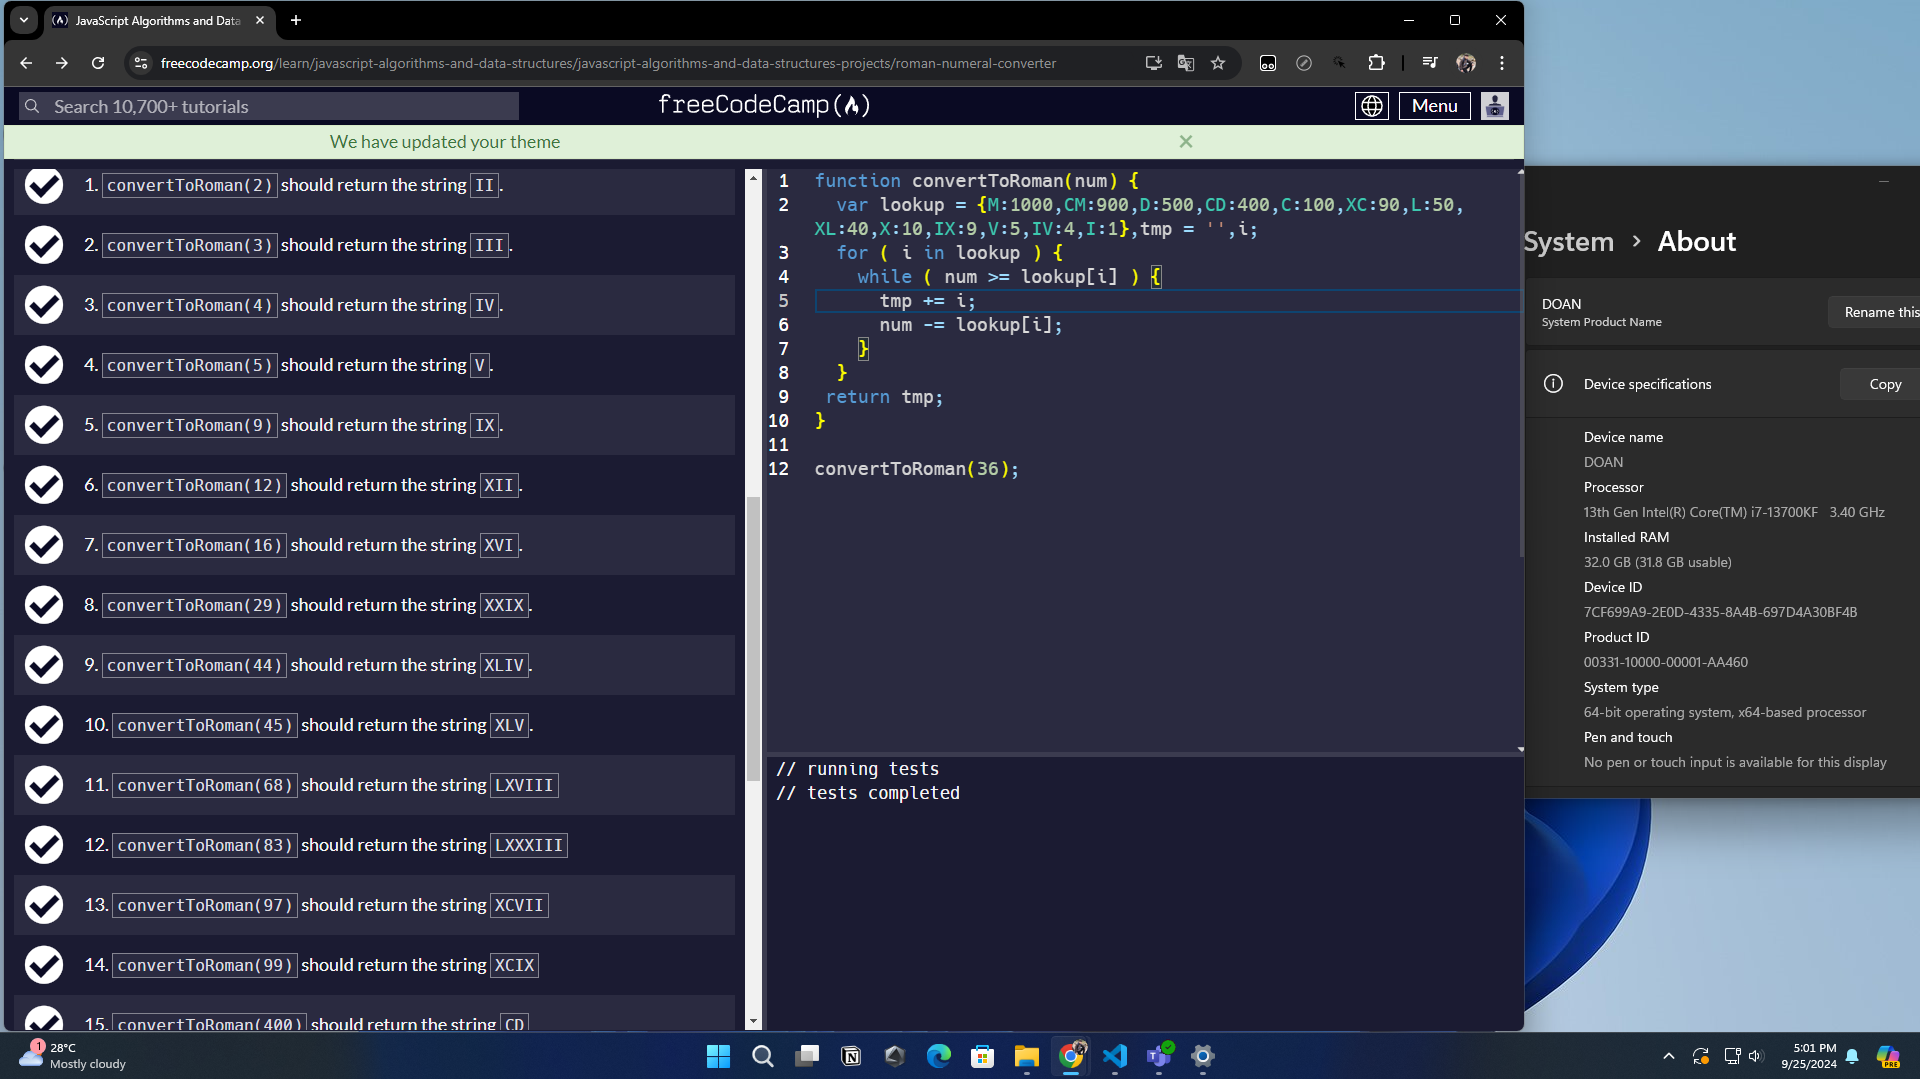 JavaScript Algorithms and Data
freecodecamp.org/learn/javascript-algorithms-and-data-structures/javascript-algorithms-and-data-structures-projects/roman-numeral-converter
Search 10,700+ tutorials
freeCodeCamp(🔥)
Menu
We have updated your theme
1. convertToRoman(2) should return the string II.
2. convertToRoman(3) should return the string III.
3. convertToRoman(4) should return the string IV.
4. convertToRoman(5) should return the string V.
5. convertToRoman(9) should return the string IX.
6. convertToRoman(12) should return the string XII.
7. convertToRoman(16) should return the string XVI.
8. convertToRoman(29) should return the string XXIX.
9. convertToRoman(44) should return the string XLIV.
10. convertToRoman(45) should return the string XLV.
11. convertToRoman(68) should return the string LXVIII
12. convertToRoman(83) should return the string LXXXIII
13. convertToRoman(97) should return the string XCVII
14. convertToRoman(99) should return the string XCIX
15. convertToRoman(400) should return the string CD
1 function convertToRoman(num) {
2 var lookup = {M:1000,CM:900,D:500,CD:400,C:100,XC:90,L:50,
XL:40,X:10,IX:9,V:5,IV:4,I:1},tmp = '',i;
3 for ( i in lookup ) {
4 while ( num >= lookup[i] ) {
5 tmp += i;
6 num -= lookup[i];
7 }
8 }
9 return tmp;
10 }
11
12 convertToRoman(36);
// running tests
// tests completed
System > About
DOAN
System Product Name
Rename this
Device specifications
Copy
Device name
DOAN
Processor
13th Gen Intel(R) Core(TM) i7-13700KF 3.40 GHz
Installed RAM
32.0 GB (31.8 GB usable)
Device ID
7CF699A9-2E0D-4335-8A4B-697D4A30BF4B
Product ID
00331-10000-00001-AA460
System type
64-bit operating system, x64-based processor
Pen and touch
No pen or touch input is available for this display
1
28°C
Mostly cloudy
5:01 PM
9/25/2024
PRE